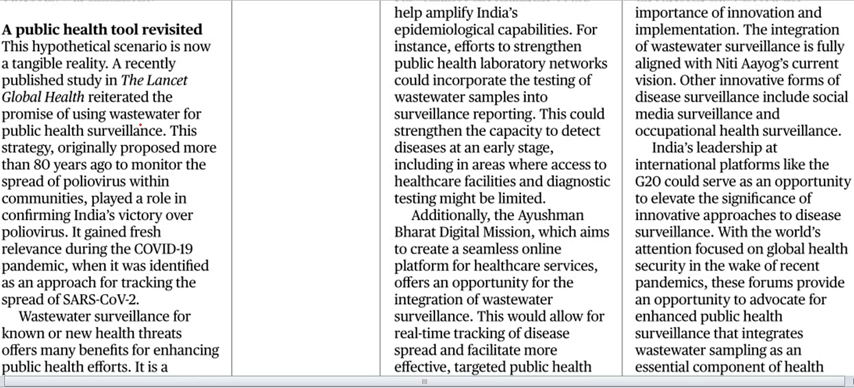 A public health tool revisited
This hypothetical scenario is now
a tangible reality. A recently
published study in The Lancet
Global Health reiterated the
promise of using wastewater for
public health surveillance. This
strategy, originally proposed more
than 80 years ago to monitor the
spread of poliovirus within
communities, played a role in
confirming India's victory over
poliovirus. It gained fresh
relevance during the COVID-19
pandemic, when it was identified
as an approach for tracking the
spread of SARS-CoV-2.
Wastewater surveillance for
known or new health threats
offers many benefits for enhancing
public health efforts. It is a
help amplify India's
epidemiological capabilities. For
instance, efforts to strengthen
public health laboratory networks
could incorporate the testing of
wastewater samples into
surveillance reporting. This could
strengthen the capacity to detect
diseases at an early stage,
including in areas where access to
healthcare facilities and diagnostic
testing might be limited.
Additionally, the Ayushman
Bharat Digital Mission, which aims
to create a seamless online
platform for healthcare services,
offers an opportunity for the
integration of wastewater
surveillance. This would allow for
real-time tracking of disease
spread and facilitate more
effective, targeted public health
importance of innovation and
implementation. The integration
of wastewater surveillance is fully
aligned with Niti Aayog's current
vision. Other innovative forms of
disease surveillance include social
media surveillance and
occupational health surveillance.
India's leadership at
international platforms like the
G20 could serve as an opportunity
to elevate the significance of
innovative approaches to disease
surveillance. With the world's
attention focused on global health
security in the wake of recent
pandemics, these forums provide
an opportunity to advocate for
enhanced public health
surveillance that integrates
wastewater sampling as an
essential component of health